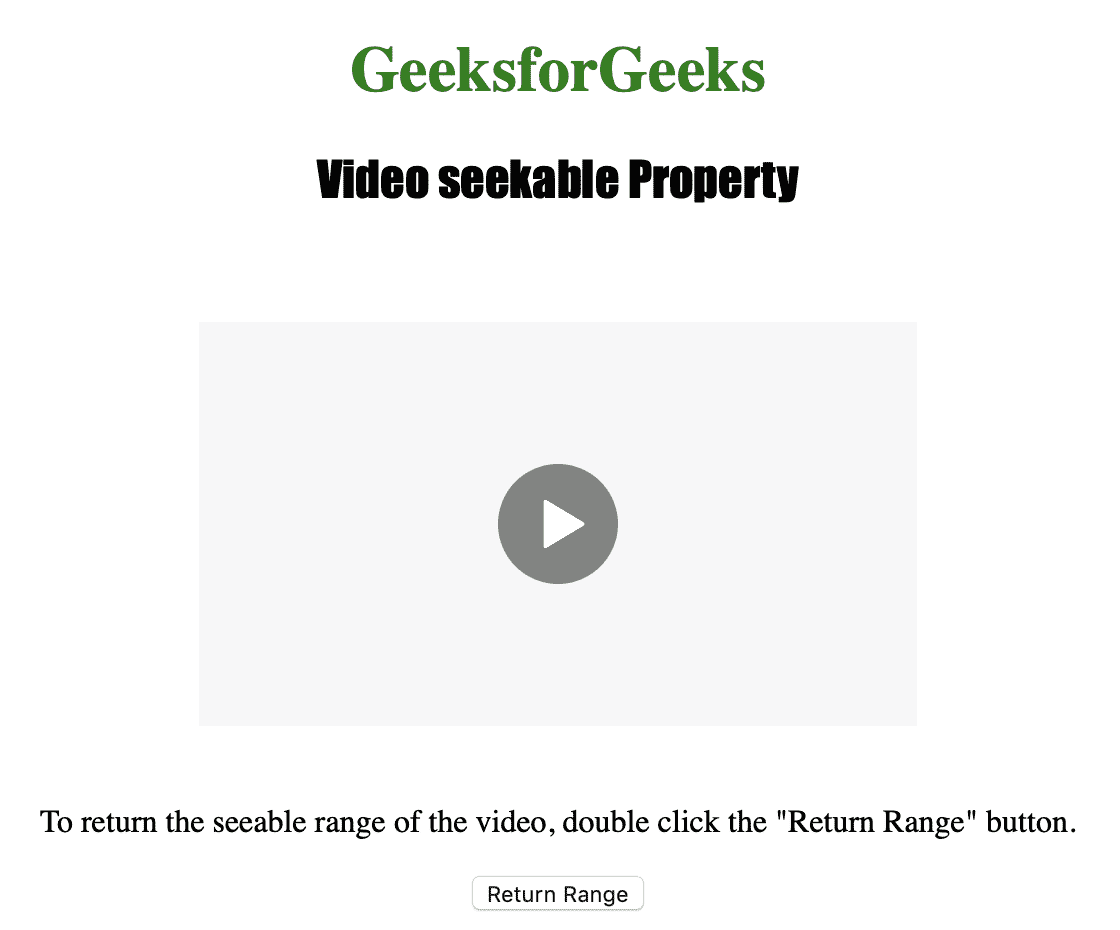 GeeksforGeeks
Video seekable Property
To return the seeable range of the video, double click the "Return Range" button.
Return Range